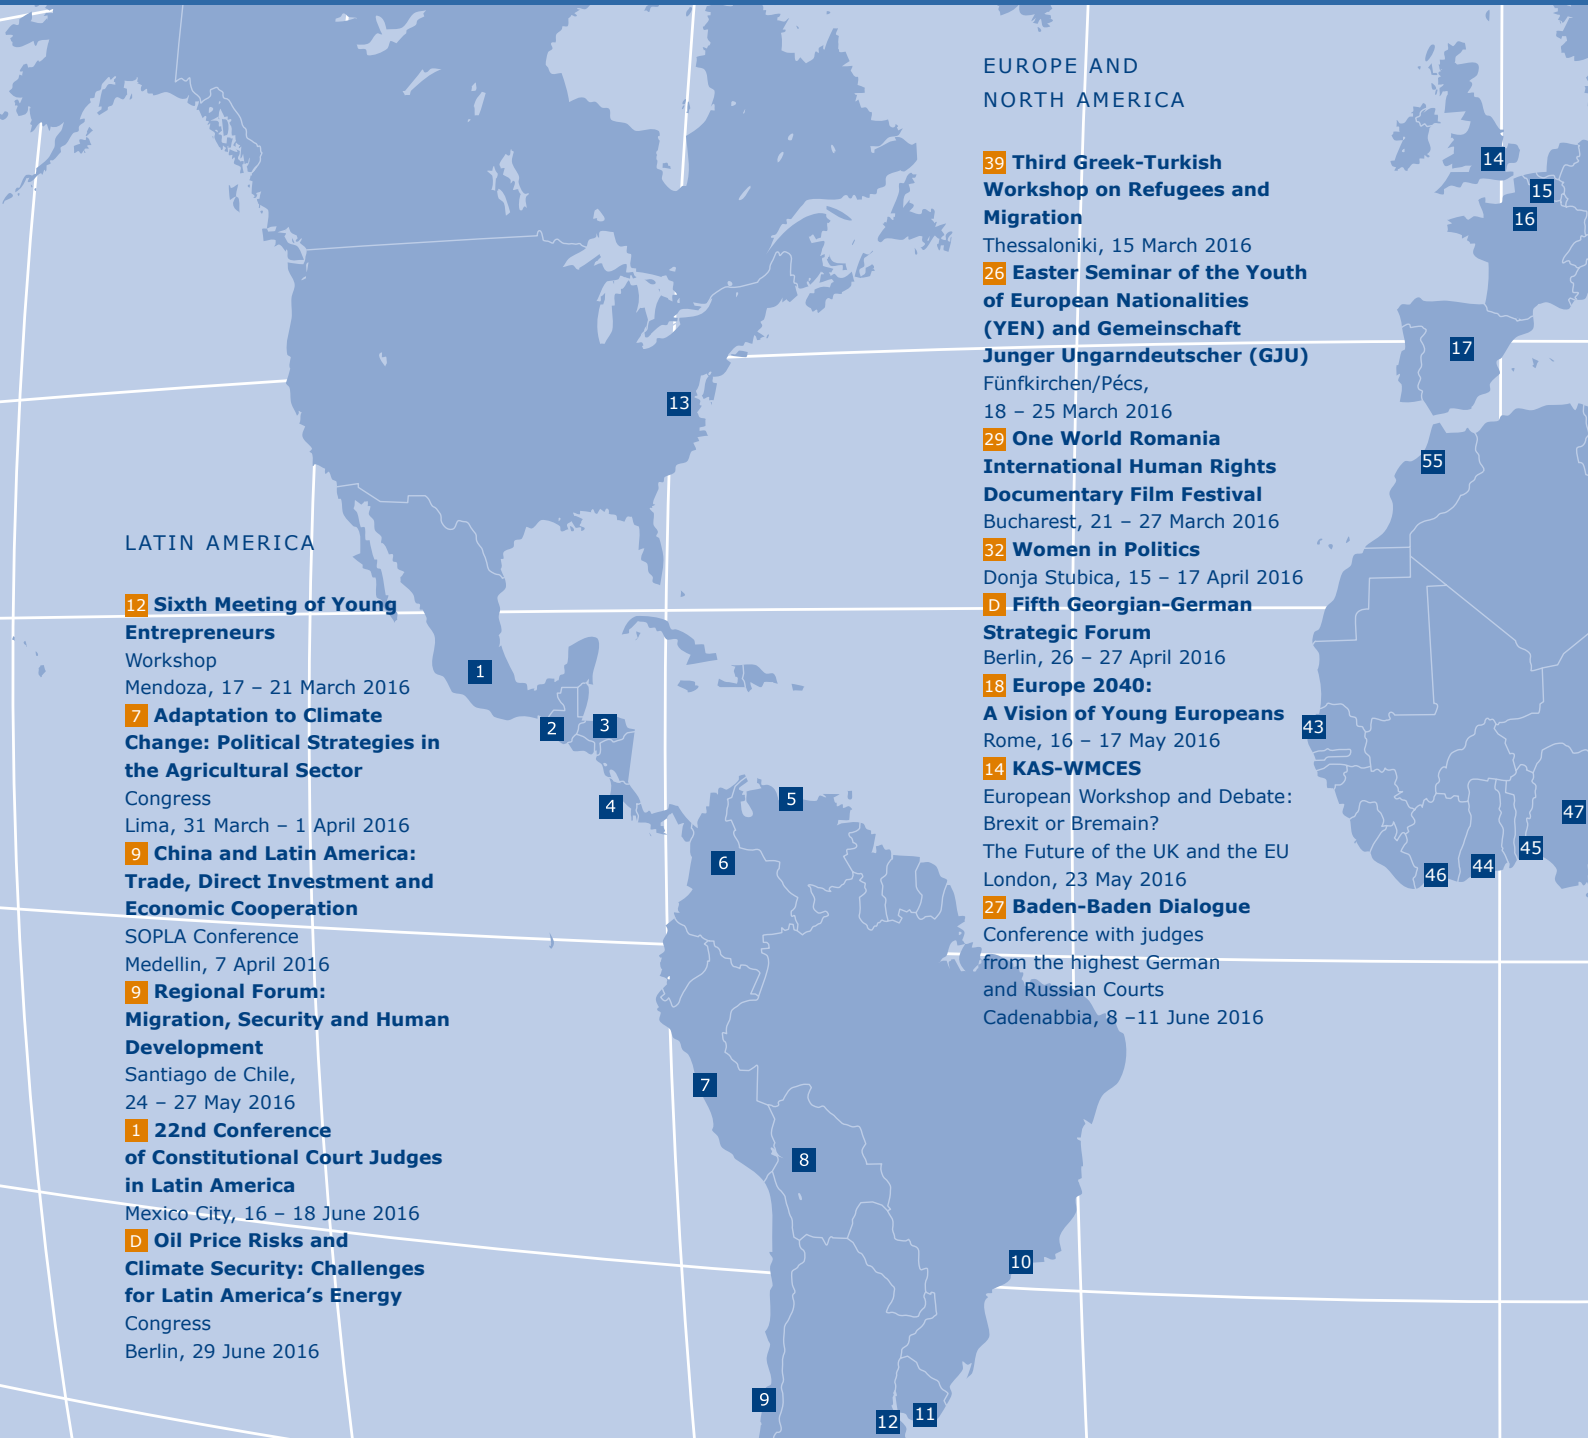 LATIN AMERICA
12 Sixth Meeting of Young
Entrepreneurs
Workshop
Mendoza, 17 – 21 March 2016
7 Adaptation to Climate
Change: Political Strategies in
the Agricultural Sector
Congress
Lima, 31 March – 1 April 2016
9 China and Latin America:
Trade, Direct Investment and
Economic Cooperation
SOPLA Conference
Medellin, 7 April 2016
9 Regional Forum:
Migration, Security and Human
Development
Santiago de Chile,
24 – 27 May 2016
1 22nd Conference
of Constitutional Court Judges
in Latin America
Mexico City, 16 – 18 June 2016
D Oil Price Risks and
Climate Security: Challenges
for Latin America’s Energy
Congress
Berlin, 29 June 2016
EUROPE AND
NORTH AMERICA
39 Third Greek-Turkish
Workshop on Refugees and
Migration
Thessaloniki, 15 March 2016
26 Easter Seminar of the Youth
of European Nationalities
(YEN) and Gemeinschaft
Junger Ungarndeutscher (GJU)
Fünfkirchen/Pécs,
18 – 25 March 2016
29 One World Romania
International Human Rights
Documentary Film Festival
Bucharest, 21 – 27 March 2016
32 Women in Politics
Donja Stubica, 15 – 17 April 2016
D Fifth Georgian-German
Strategic Forum
Berlin, 26 – 27 April 2016
18 Europe 2040:
A Vision of Young Europeans
Rome, 16 – 17 May 2016
14 KAS-WMCES
European Workshop and Debate:
Brexit or Bremain?
The Future of the UK and the EU
London, 23 May 2016
27 Baden-Baden Dialogue
Conference with judges
from the highest German
and Russian Courts
Cadenabbia, 8 –11 June 2016
14
15
16
17
13
55
1
2
3
4
5
6
43
47
45
44
46
7
8
10
9
12
11